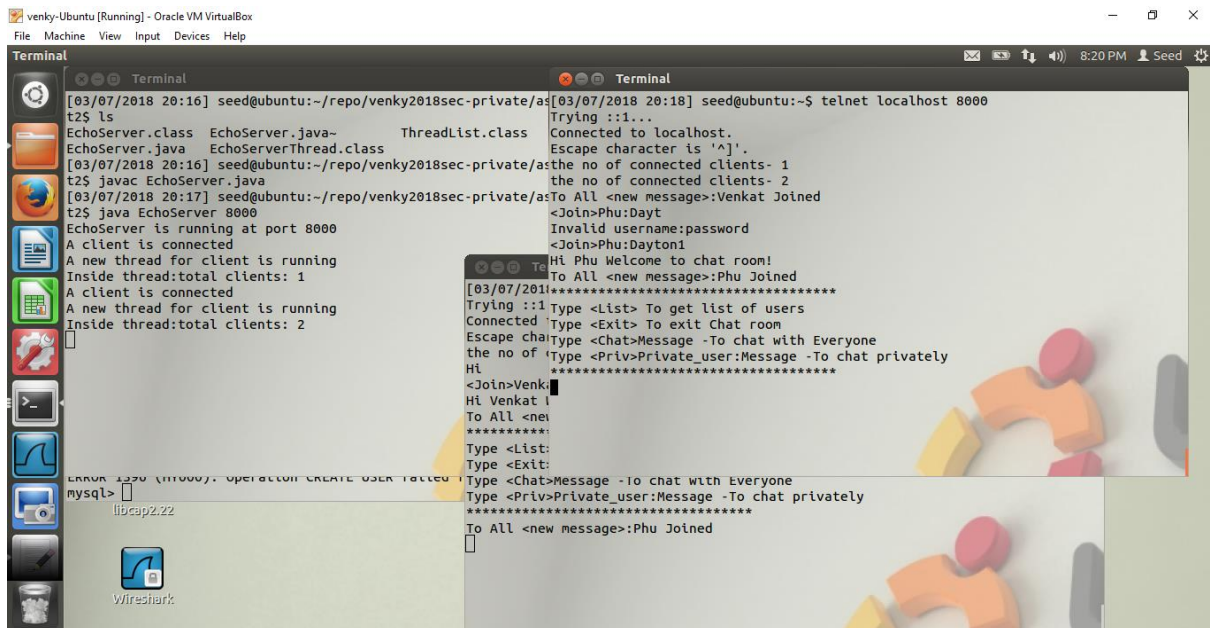 venky-Ubuntu [Running] - Oracle VM VirtualBox
File Machine View Input Devices Help
Terminal
8:20 PM Seed
Terminal
[03/07/2018 20:16] seed@ubuntu:~/repo/venky2018sec-private/as
t2$ ls
EchoServer.class EchoServer.java~ ThreadList.class
EchoServer.java EchoServerThread.class
[03/07/2018 20:16] seed@ubuntu:~/repo/venky2018sec-private/as
t2$ javac EchoServer.java
[03/07/2018 20:17] seed@ubuntu:~/repo/venky2018sec-private/as
t2$ java EchoServer 8000
EchoServer is running at port 8000
A client is connected
A new thread for client is running
Inside thread:total clients: 1
A client is connected
A new thread for client is running
Inside thread:total clients: 2
Terminal
[03/07/2018 20:18] seed@ubuntu:~$ telnet localhost 8000
Trying ::1...
Connected to localhost.
Escape character is '^]'.
the no of connected clients- 1
the no of connected clients- 2
To All <new message>:Venkat Joined
<Join>Phu:Dayt
Invalid username:password
<Join>Phu:Dayton1
Hi Phu Welcome to chat room!
To All <new message>:Phu Joined
************************************
Type <List> To get list of users
Type <Exit> To exit Chat room
Type <Chat>Message -To chat with Everyone
Type <Priv>Private_user:Message -To chat privately
************************************
Te
[03/07/201
Trying ::1
Connected
Escape cha
the no of
Hi
<Join>Venk
Hi Venkat
To All <ne
**********
Type <List
Type <Exit
Type <Chat>Message -To chat with Everyone
Type <Priv>Private_user:Message -To chat privately
************************************
To All <new message>:Phu Joined
ERROR 1396 (HY000): Operation CREATE USER failed
mysql>
libcap2.22
Wireshark